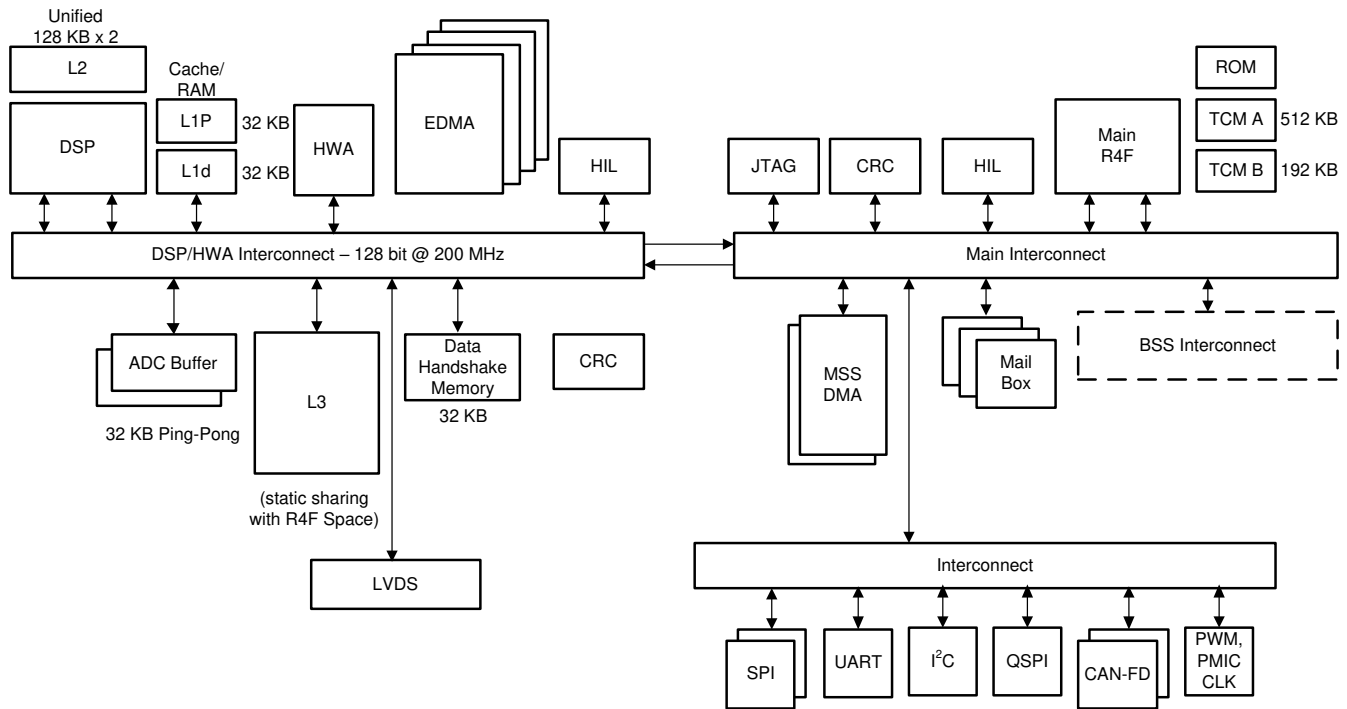 Unified
128 KB x 2
L2
Cache/
RAM
DSP
L1P
32 KB
L1d
32 KB
HWA
EDMA
HIL
JTAG
CRC
HIL
Main
R4F
ROM
TCM A
512 KB
TCM B
192 KB
DSP/HWA Interconnect – 128 bit @ 200 MHz
Main Interconnect
ADC Buffer
32 KB Ping-Pong
L3
(static sharing
with R4F Space)
Data
Handshake
Memory
32 KB
CRC
LVDS
MSS
DMA
Mail
Box
BSS Interconnect
Interconnect
SPI
UART
I²C
QSPI
CAN-FD
PWM,
PMIC
CLK